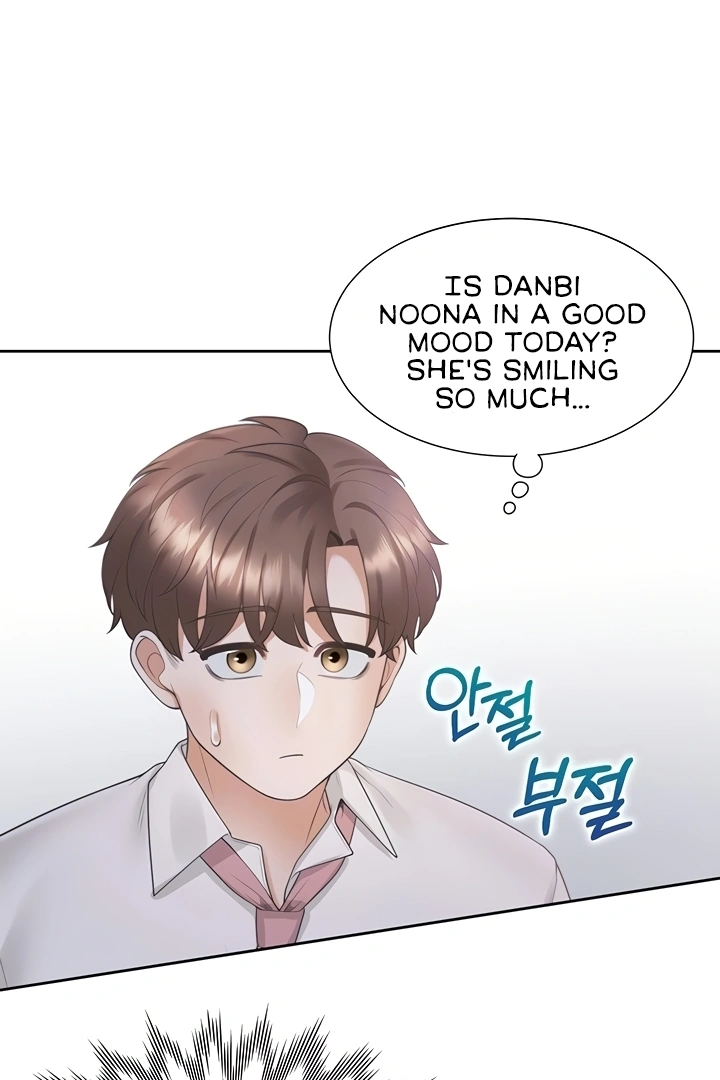 IS DANBI
NOONA IN A GOOD
MOOD TODAY?
SHE'S SMILING
SO MUCH...
안절
부절